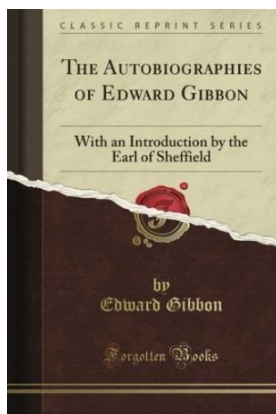 CLASSIC REPRINT SERIES
THE AUTOBIOGRAPHIES
OF EDWARD GIBBON
With an Introduction by the
Earl of Sheffield
by
Edward Gibbon
Forgotten Books